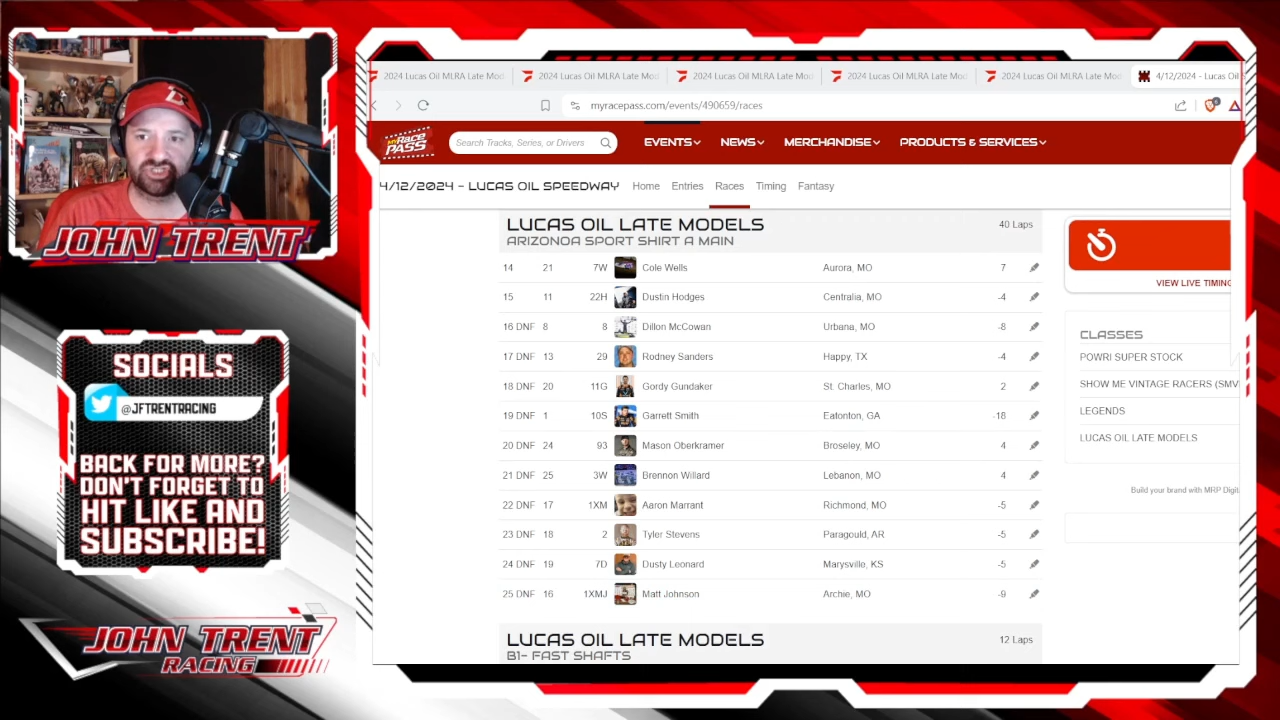 2024 Lucas Oil MLRA Late Mod
2024 Lucas Oil MLRA Late Mod
2024 Lucas Oil MLRA Late Mod
2024 Lucas Oil MLRA Late Mod
2024 Lucas Oil MLRA Late Mod
4/12/2024 - Lucas Oil S
myracepass.com/events/490659/races
MY Race PASS
Search Tracks, Series, or Drivers
EVENTS
NEWS
MERCHANDISE
PRODUCTS & SERVICES
4/12/2024 - LUCAS OIL SPEEDWAY
Home Entries Races Timing Fantasy
LUCAS OIL LATE MODELS 40 Laps
ARIZONOA SPORT SHIRT A MAIN
14 21 7W Cole Wells Aurora, MO 7
15 11 22H Dustin Hodges Centralia, MO -4
16 DNF 8 8 Dillon McCowan Urbana, MO -8
17 DNF 13 29 Rodney Sanders Happy, TX -4
18 DNF 20 11G Gordy Gundaker St. Charles, MO 2
19 DNF 1 10S Garrett Smith Eatonton, GA -18
20 DNF 24 93 Mason Oberkramer Broseley, MO 4
21 DNF 25 3W Brennon Willard Lebanon, MO 4
22 DNF 17 1XM Aaron Marrant Richmond, MO -5
23 DNF 18 2 Tyler Stevens Paragould, AR -5
24 DNF 19 7D Dusty Leonard Marysville, KS -5
25 DNF 16 1XMJ Matt Johnson Archie, MO -9
LUCAS OIL LATE MODELS 12 Laps
B1- FAST SHAFTS
VIEW LIVE TIMING
CLASSES
POWRI SUPER STOCK
SHOW ME VINTAGE RACERS (SMV
LEGENDS
LUCAS OIL LATE MODELS
Build your brand with MRP Digit
JOHN TRENT
SOCIALS
@JFTRENTRACING
BACK FOR MORE?
DON'T FORGET TO
HIT LIKE AND
SUBSCRIBE!
JOHN TRENT
RACING